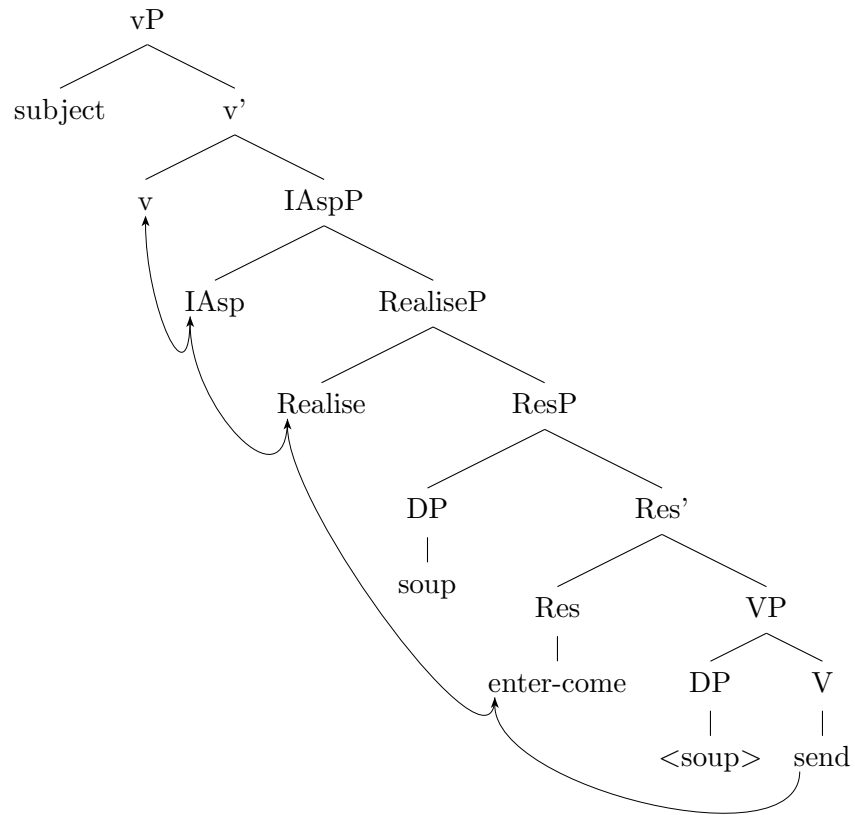 vP
subject v'
v IAspP
IAsp RealiseP
Realise ResP
DP Res'
soup
Res VP
enter-come DP V
<soup> send